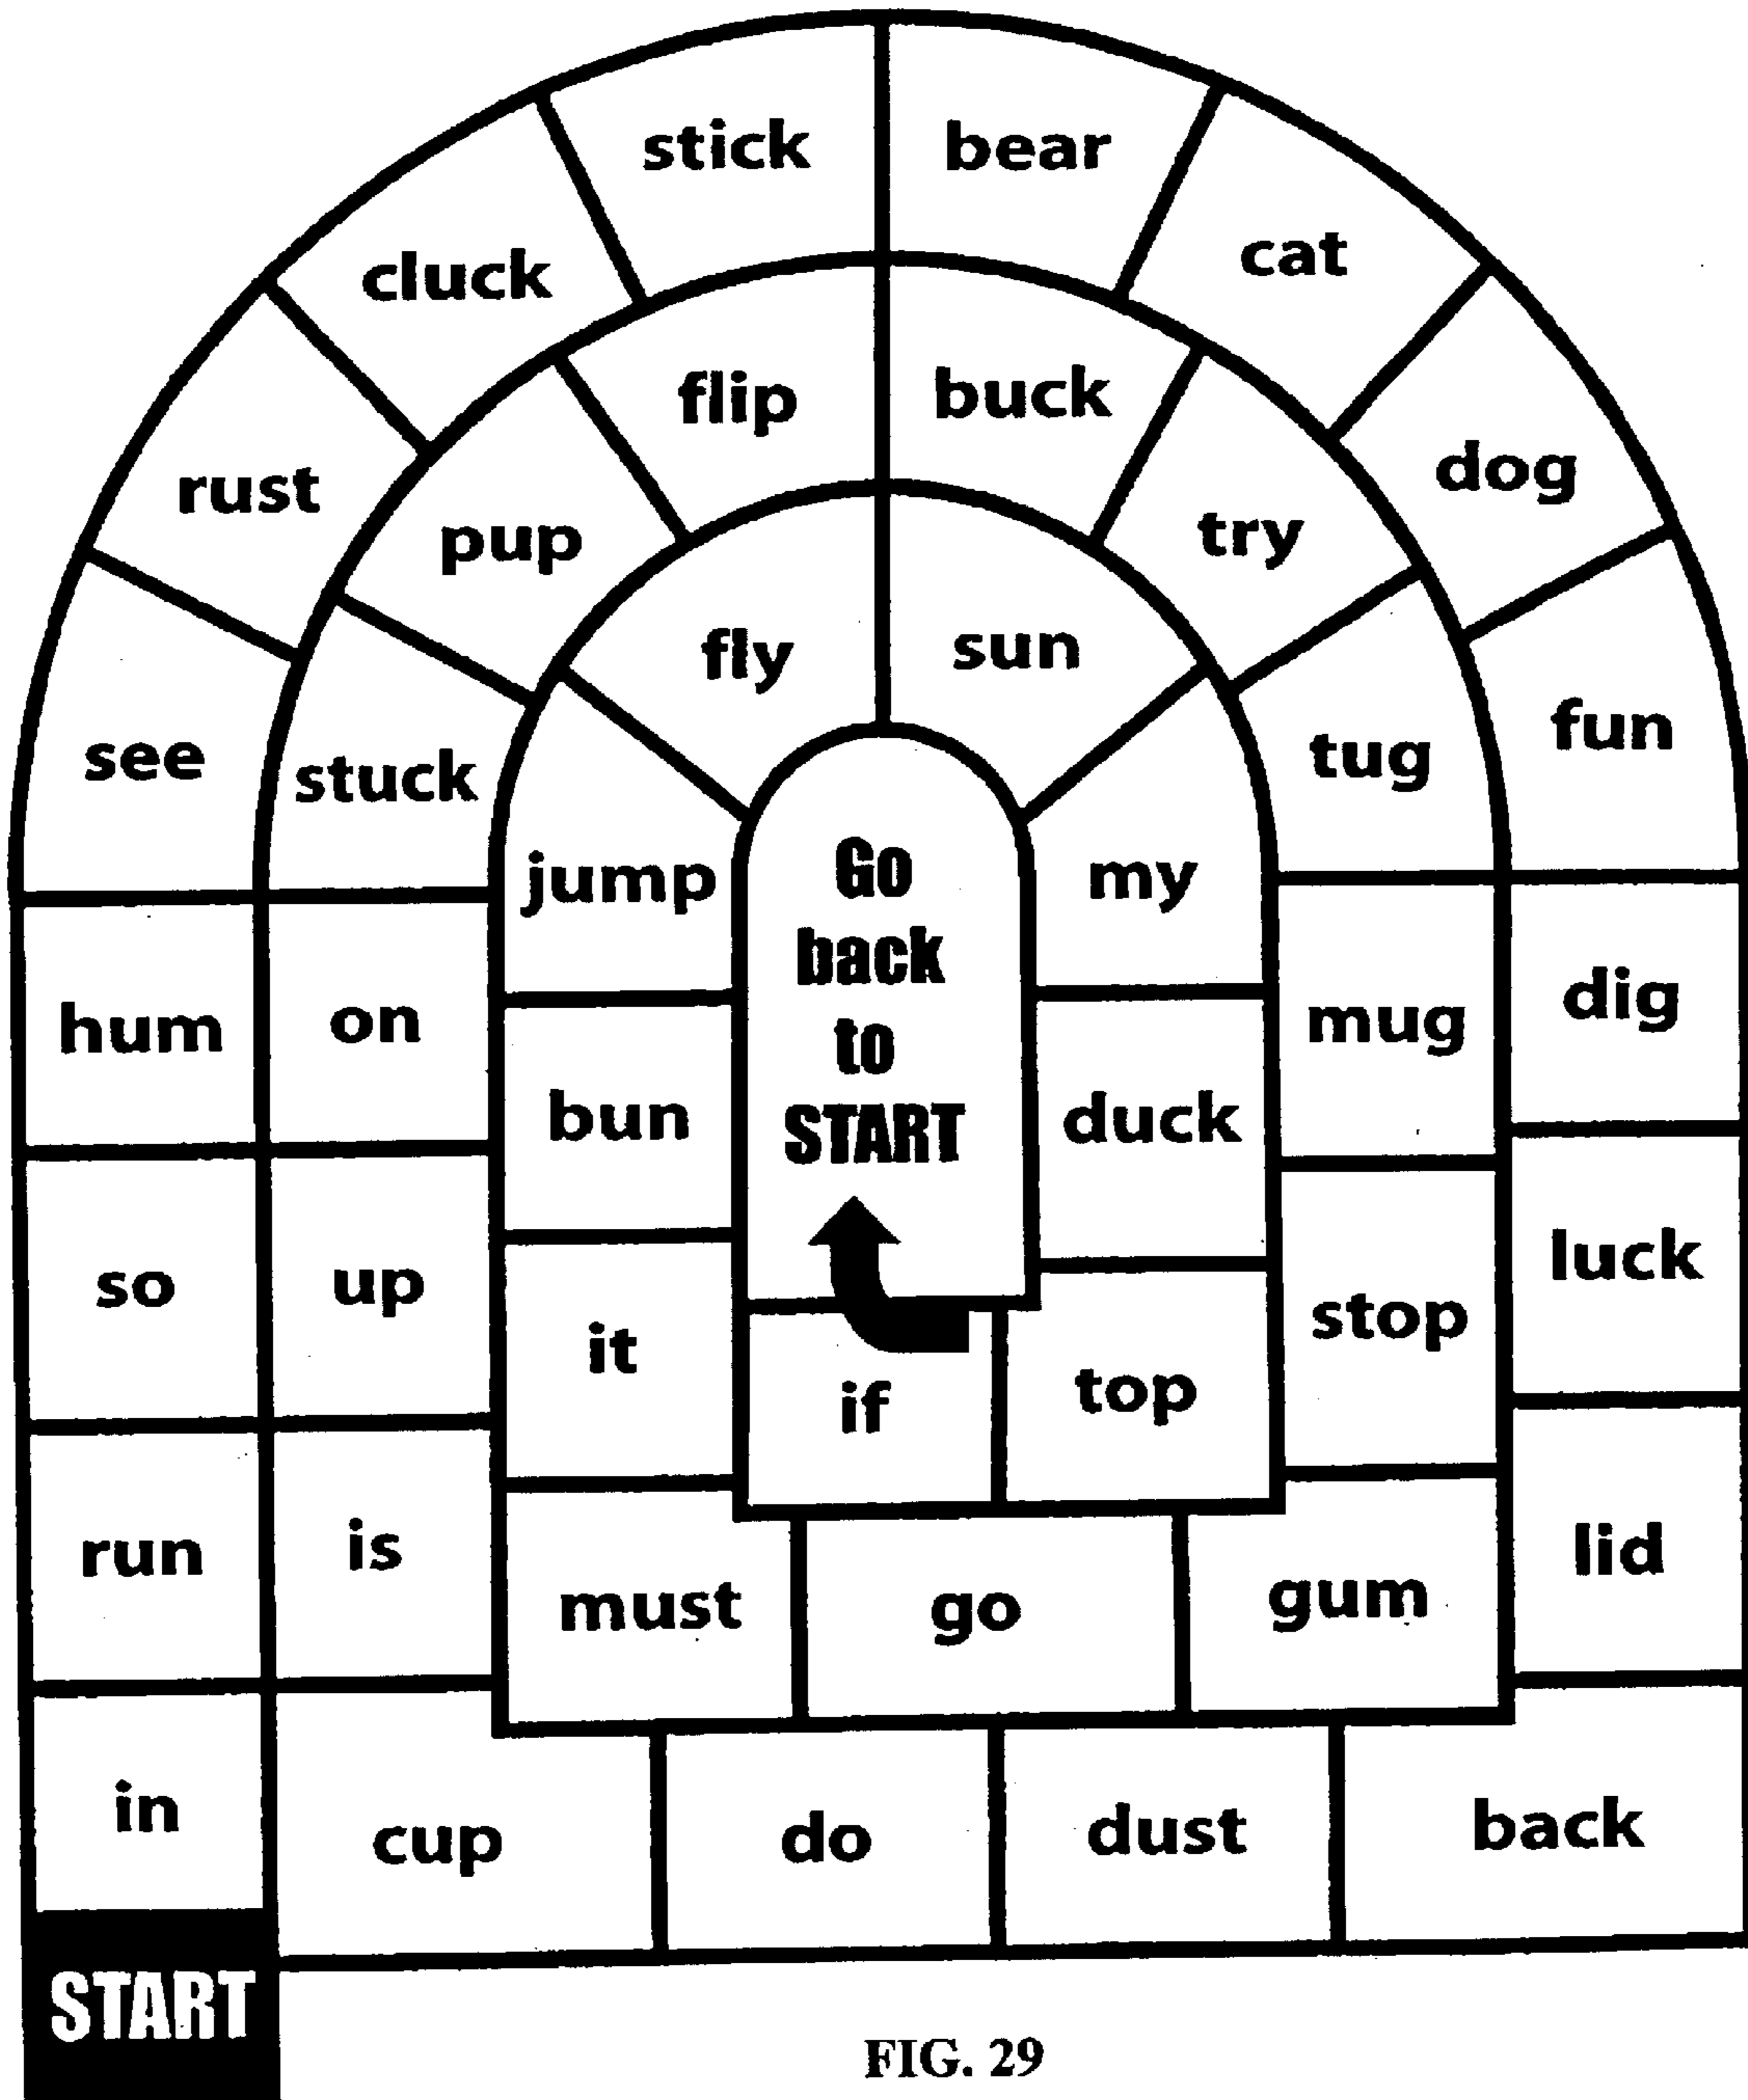 stick
bear
cluck
cat
flip
buck
rust
dog
pup
try
fly
sun
see
stuck
tug
fun
jump
GO
my
back
hum
on
to
mug
dig
bun
START
duck
so
up
it
stop
luck
if
top
run
is
must
go
gum
lid
in
cup
do
dust
back
START
FIG. 29